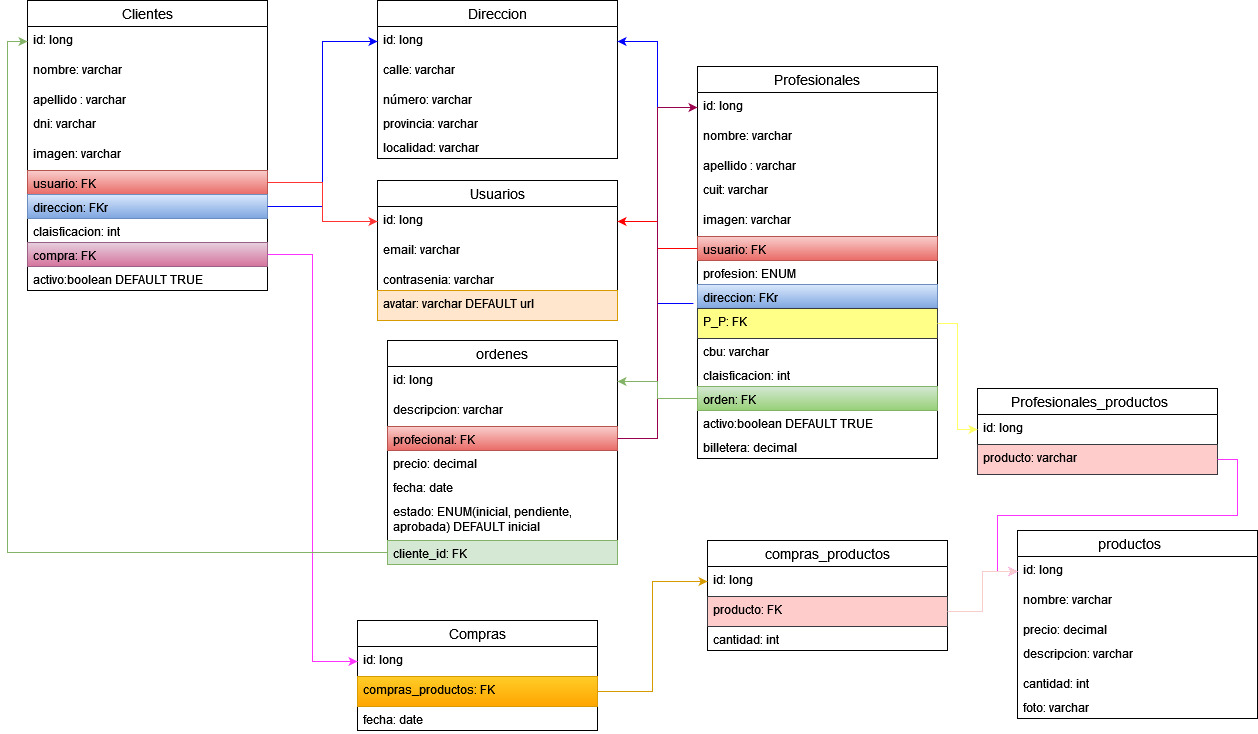 Clientes
id: long
nombre: varchar
apellido : varchar
dni: varchar
imagen: varchar
usuario: FK
direccion: FKr
claisficacion: int
compra: FK
activo:boolean DEFAULT TRUE
Direccion
id: long
calle: varchar
número: varchar
provincia: varchar
localidad: varchar
Usuarios
id: long
email: varchar
contrasenia: varchar
avatar: varchar DEFAULT url
Profesionales
id: long
nombre: varchar
apellido : varchar
cuit: varchar
imagen: varchar
usuario: FK
profesion: ENUM
direccion: FKr
P_P: FK
cbu: varchar
claisficacion: int
orden: FK
activo:boolean DEFAULT TRUE
billetera: decimal
ordenes
id: long
descripcion: varchar
profecional: FK
precio: decimal
fecha: date
estado: ENUM(inicial, pendiente,
aprobada) DEFAULT inicial
cliente_id: FK
Profesionales_productos
id: long
producto: varchar
compras_productos
id: long
producto: FK
cantidad: int
productos
id: long
nombre: varchar
precio: decimal
descripcion: varchar
cantidad: int
foto: varchar
Compras
id: long
compras_productos: FK
fecha: date